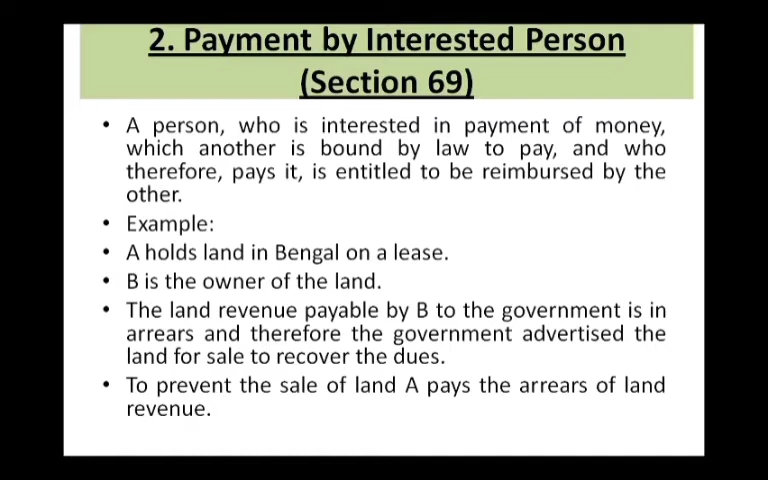 2. Payment by Interested Person
(Section 69)
• A person, who is interested in payment of money,
which another is bound by law to pay, and who
therefore, pays it, is entitled to be reimbursed by the
other.
• Example:
• A holds land in Bengal on a lease.
• B is the owner of the land.
• The land revenue payable by B to the government is in
arrears and therefore the government advertised the
land for sale to recover the dues.
• To prevent the sale of land A pays the arrears of land
revenue.